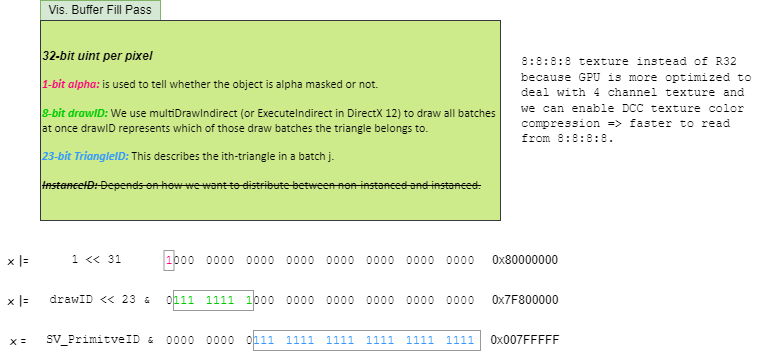 Vis. Buffer Fill Pass
32-bit uint per pixel
1-bit alpha: is used to tell whether the object is alpha masked or not.
8-bit drawID: We use multiDrawIndirect (or ExecuteIndirect in DirectX 12) to draw all batches
at once drawID represents which of those draw batches the triangle belongs to.
23-bit TriangleID: This describes the ith-triangle in a batch j.
InstanceID: Depends on how we want to distribute between non instanced and instanced.
8:8:8:8 texture instead of R32
because GPU is more optimized to
deal with 4 channel texture and
we can enable DCC texture color
compression => faster to read
from 8:8:8:8.
x |= 1 << 31 1000 0000 0000 0000 0000 0000 0000 0000 0x80000000
x |= drawID << 23 & 0111 1111 1000 0000 0000 0000 0000 0000 0x7F800000
x = SV_PrimitveID & 0000 0000 0111 1111 1111 1111 1111 1111 0x007FFFFF